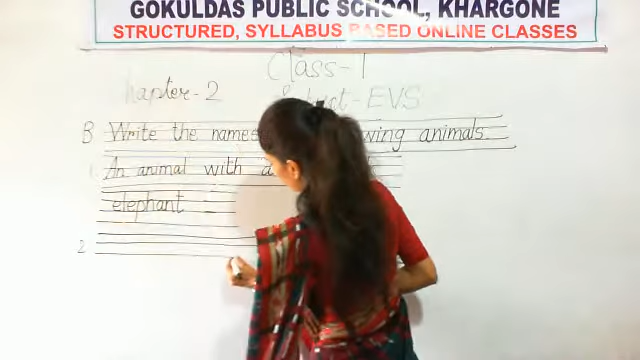 GOKULDAS PUBLIC SCHOOL, KHARGONE
STRUCTURED, SYLLABUS BASED ONLINE CLASSES
Class-1
hapter-2 EVS
B Write the names wing animals
1 An animal with a
elephant
2